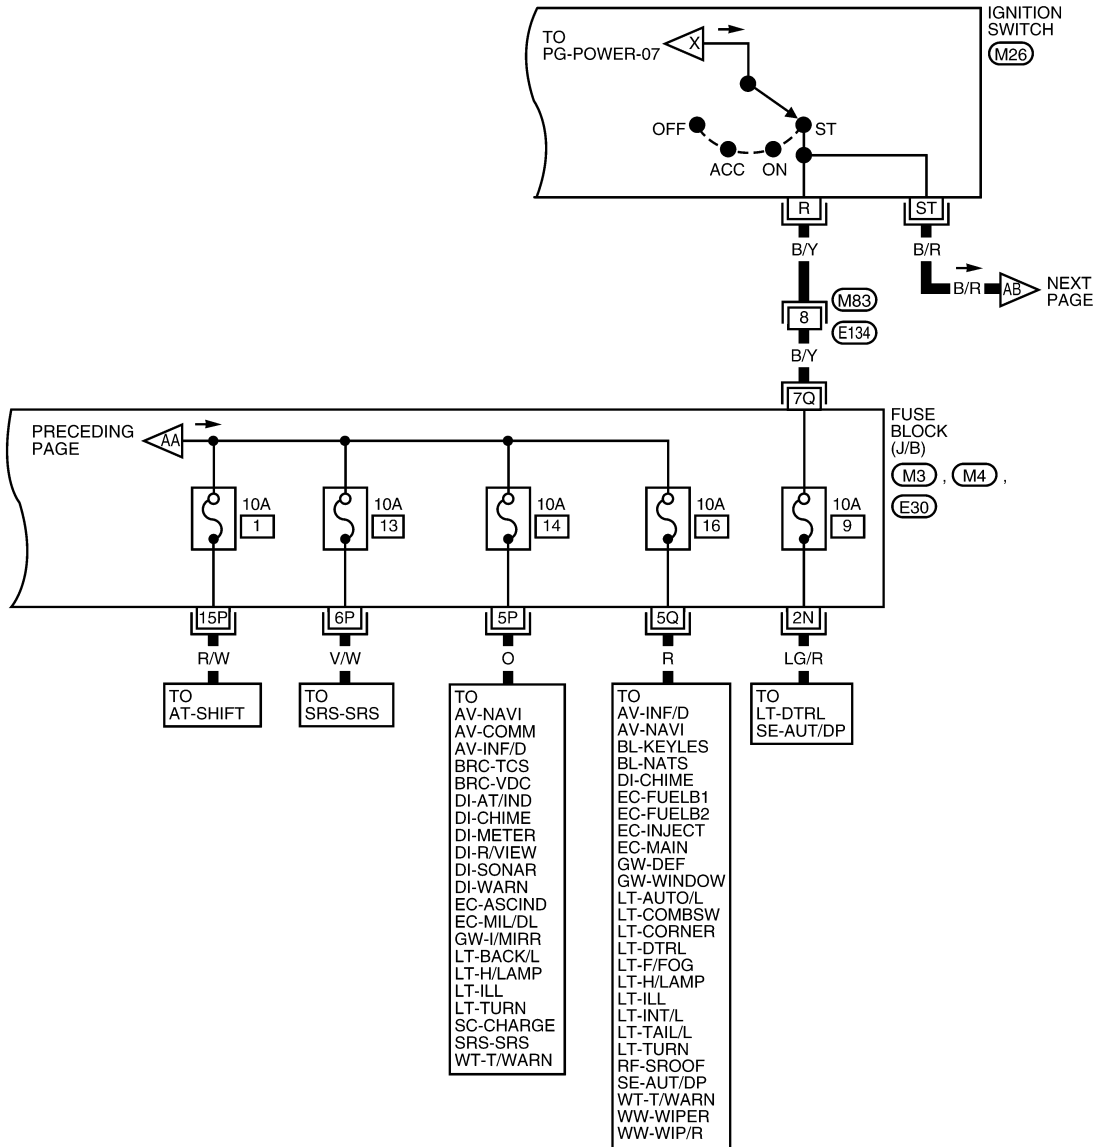 IGNITION
SWITCH
M26
TO
PG-POWER-07
X
OFF
ACC
ON
ST
R
ST
B/Y
B/R
B/R
AB
NEXT
PAGE
M83
8
E134
B/Y
7Q
FUSE
BLOCK
(J/B)
M3 , M4 ,
E30
PRECEDING
PAGE
AA
10A
1
10A
13
10A
14
10A
16
10A
9
15P
6P
5P
5Q
2N
R/W
V/W
O
R
LG/R
TO
AT-SHIFT
TO
SRS-SRS
TO
AV-NAVI
AV-COMM
AV-INF/D
BRC-TCS
BRC-VDC
DI-AT/IND
DI-CHIME
DI-METER
DI-R/VIEW
DI-SONAR
DI-WARN
EC-ASCIND
EC-MIL/DL
GW-I/MIRR
LT-BACK/L
LT-H/LAMP
LT-ILL
LT-TURN
SC-CHARGE
SRS-SRS
WT-T/WARN
TO
AV-INF/D
AV-NAVI
BL-KEYLES
BL-NATS
DI-CHIME
EC-FUELB1
EC-FUELB2
EC-INJECT
EC-MAIN
GW-DEF
GW-WINDOW
LT-AUTO/L
LT-COMBSW
LT-CORNER
LT-DTRL
LT-F/FOG
LT-H/LAMP
LT-ILL
LT-INT/L
LT-TAIL/L
LT-TURN
RF-SROOF
SE-AUT/DP
WT-T/WARN
WW-WIPER
WW-WIP/R
TO
LT-DTRL
SE-AUT/DP